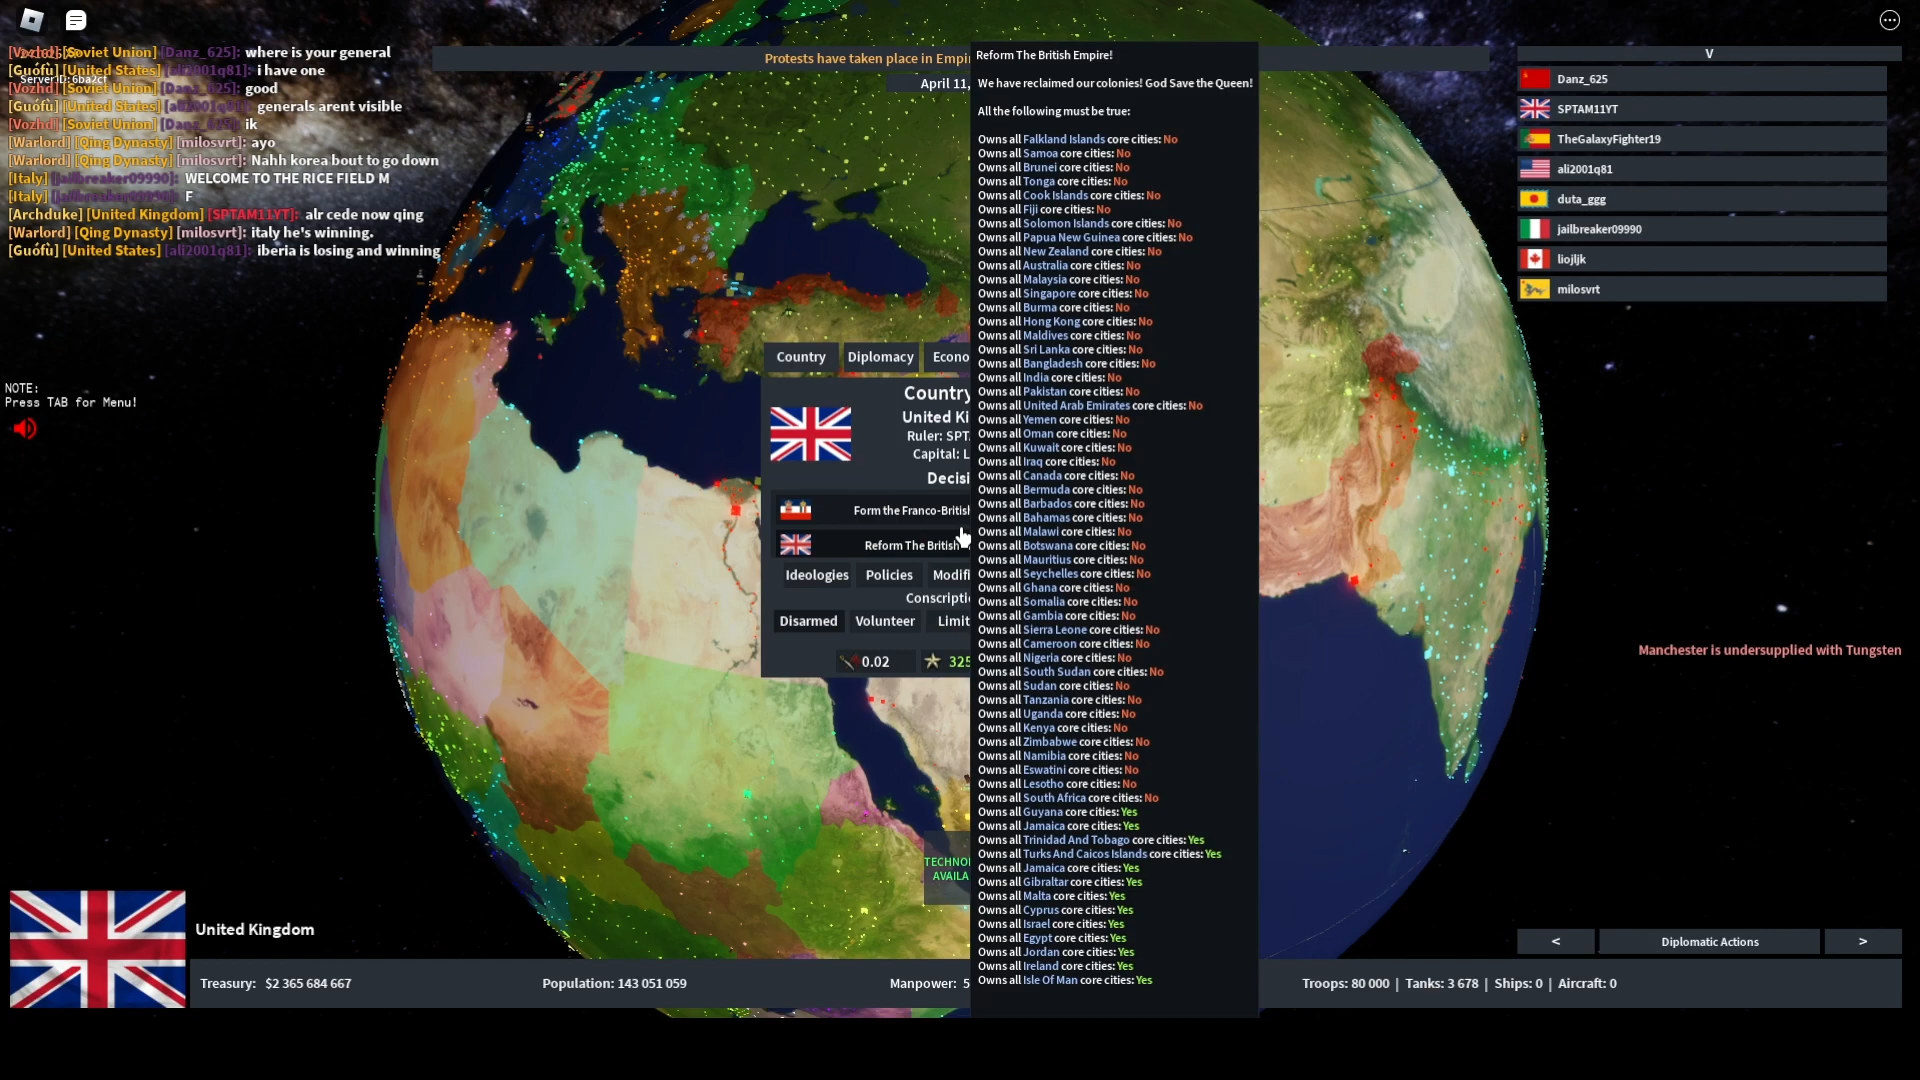 [Vozhd] [Soviet Union] [Danz_625]: where is your general
[Guófù] [United States] [ali2001q81]: i have one
Server ID: 6ba2cf
[Vozhd] [Soviet Union] [Danz_625]: good
[Guófù] [United States] [ali2001q81]: generals arent visible
[Vozhd] [Soviet Union] [Danz_625]: ik
[Warlord] [Qing Dynasty] [milosvrt]: ayo
[Warlord] [Qing Dynasty] [milosvrt]: Nahh korea bout to go down
[Italy] [jailbreaker09990]: WELCOME TO THE RICE FIELD M
[Italy] [jailbreaker09990]: F
[Archduke] [United Kingdom] [SPTAM11YT]: alr cede now qing
[Warlord] [Qing Dynasty] [milosvrt]: italy he's winning.
[Guófù] [United States] [ali2001q81]: iberia is losing and winning
NOTE:
Press TAB for Menu!
Protests have taken place in Empi
April 11,
Country
Diplomacy
Econo
Country
United Ki
Ruler: SPT
Capital: L
Decisi
Form the Franco-British
Reform The British
Ideologies
Policies
Modifi
Conscripti
Disarmed
Volunteer
Limit
0.02
325
TECHNO
AVAILA
Reform The British Empire!
We have reclaimed our colonies! God Save the Queen!
All the following must be true:
Owns all Falkland Islands core cities: No
Owns all Samoa core cities: No
Owns all Brunei core cities: No
Owns all Tonga core cities: No
Owns all Cook Islands core cities: No
Owns all Fiji core cities: No
Owns all Solomon Islands core cities: No
Owns all Papua New Guinea core cities: No
Owns all New Zealand core cities: No
Owns all Australia core cities: No
Owns all Malaysia core cities: No
Owns all Singapore core cities: No
Owns all Burma core cities: No
Owns all Hong Kong core cities: No
Owns all Maldives core cities: No
Owns all Sri Lanka core cities: No
Owns all Bangladesh core cities: No
Owns all India core cities: No
Owns all Pakistan core cities: No
Owns all United Arab Emirates core cities: No
Owns all Yemen core cities: No
Owns all Oman core cities: No
Owns all Kuwait core cities: No
Owns all Iraq core cities: No
Owns all Canada core cities: No
Owns all Bermuda core cities: No
Owns all Barbados core cities: No
Owns all Bahamas core cities: No
Owns all Malawi core cities: No
Owns all Botswana core cities: No
Owns all Mauritius core cities: No
Owns all Seychelles core cities: No
Owns all Ghana core cities: No
Owns all Somalia core cities: No
Owns all Gambia core cities: No
Owns all Sierra Leone core cities: No
Owns all Cameroon core cities: No
Owns all Nigeria core cities: No
Owns all South Sudan core cities: No
Owns all Sudan core cities: No
Owns all Tanzania core cities: No
Owns all Uganda core cities: No
Owns all Kenya core cities: No
Owns all Zimbabwe core cities: No
Owns all Namibia core cities: No
Owns all Eswatini core cities: No
Owns all Lesotho core cities: No
Owns all South Africa core cities: No
Owns all Guyana core cities: Yes
Owns all Jamaica core cities: Yes
Owns all Trinidad And Tobago core cities: Yes
Owns all Turks And Caicos Islands core cities: Yes
Owns all Jamaica core cities: Yes
Owns all Gibraltar core cities: Yes
Owns all Malta core cities: Yes
Owns all Cyprus core cities: Yes
Owns all Israel core cities: Yes
Owns all Egypt core cities: Yes
Owns all Jordan core cities: Yes
Owns all Ireland core cities: Yes
Owns all Isle Of Man core cities: Yes
V
Danz_625
SPTAM11YT
TheGalaxyFighter19
ali2001q81
duta_ggg
jailbreaker09990
liojljk
milosvrt
Manchester is undersupplied with Tungsten
< Diplomatic Actions >
United Kingdom
Treasury: $2 365 684 667
Population: 143 051 059
Manpower: 5
Troops: 80 000 | Tanks: 3 678 | Ships: 0 | Aircraft: 0